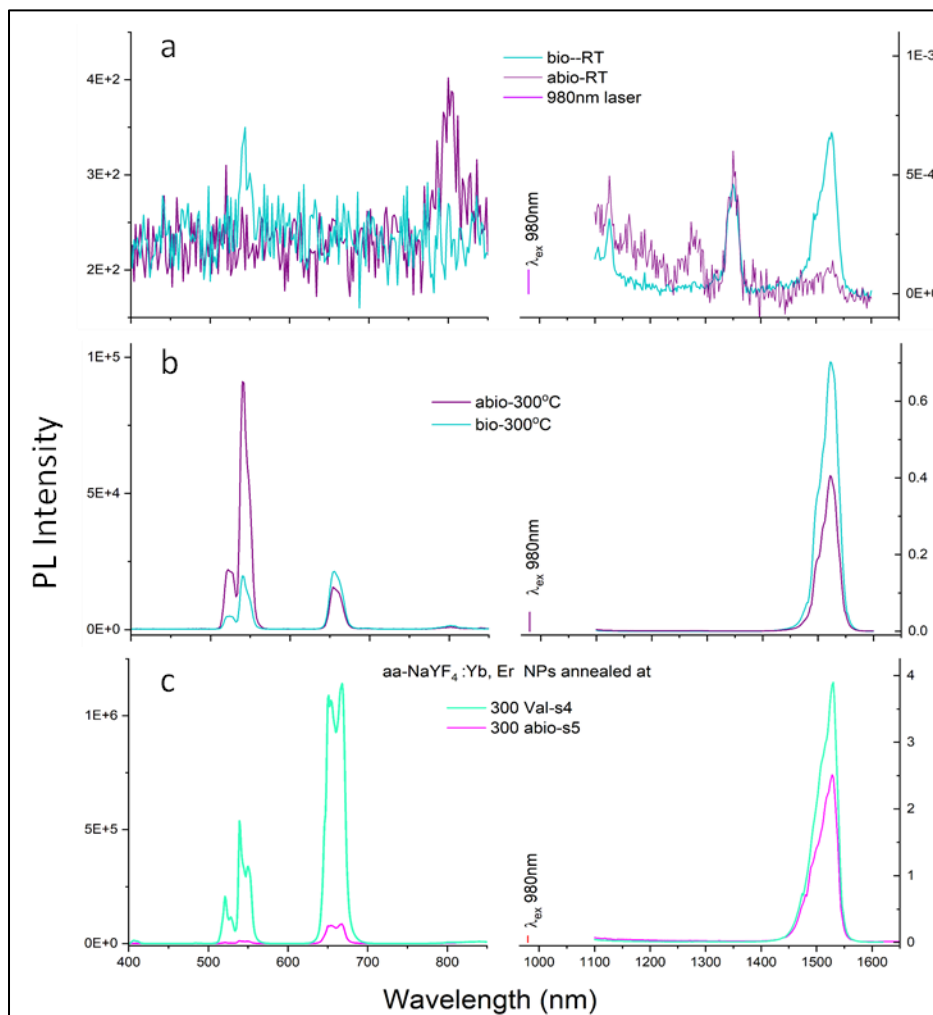 a
bio--RT
abio-RT
980nm laser
4E+2
3E+2
2E+2
1E-3
5E-4
0E+0
λex 980nm
b
abio-300°C
bio-300°C
1E+5
5E+4
0E+0
0.6
0.4
0.2
0.0
λex 980nm
PL Intensity
c
aa-NaYF4 :Yb, Er NPs annealed at
300 Val-s4
300 abio-s5
1E+6
5E+5
0E+0
4
3
2
1
0
λex 980nm
400 500 600 700 800 1000 1100 1200 1300 1400 1500 1600
Wavelength (nm)